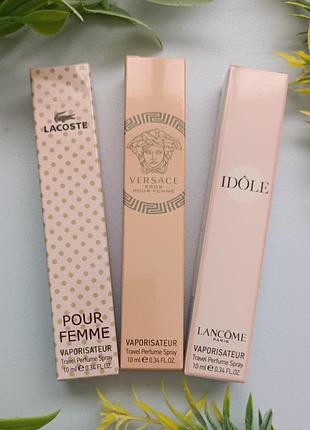 LACOSTE
POUR
FEMME
VAPORISATEUR
Travel Perfume Spray
10 ml ℮ 0.34 FL.OZ.
VERSACE
EROS
POUR FEMME
VAPORISATEUR
Travel Perfume Spray
10 ml ℮ 0.34 FL.OZ.
IDÔLE
LANCÔME
PARIS
VAPORISATEUR
Travel Perfume Spray
10 ml ℮ 0.34 FL.OZ.